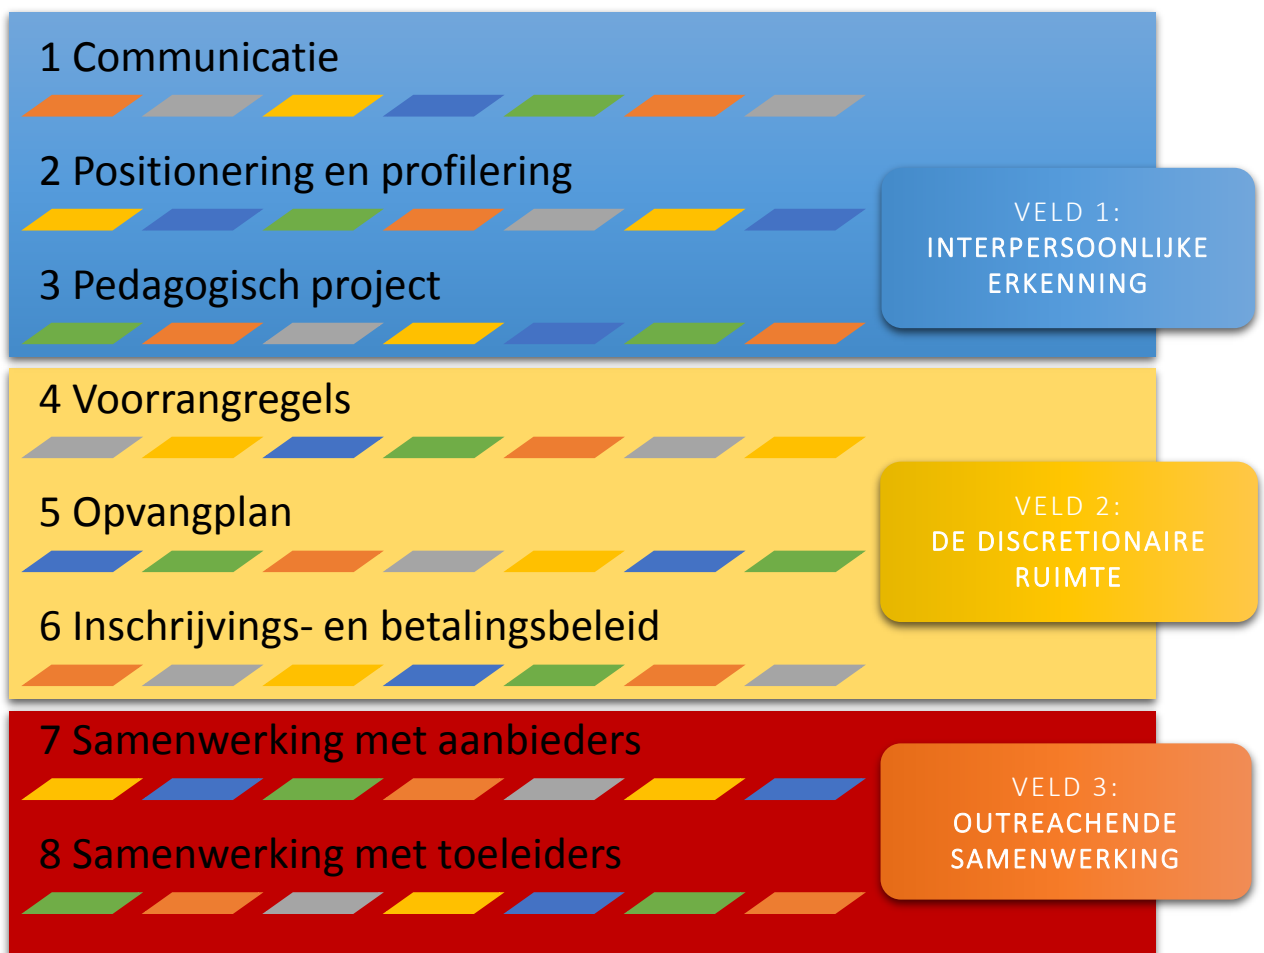 1 Communicatie
2 Positionering en profilering
3 Pedagogisch project
VELD 1:
INTERPERSOONLIJKE
ERKENNING
4 Voorrangregels
5 Opvangplan
6 Inschrijvings- en betalingsbeleid
VELD 2:
DE DISCRETIONAIRE
RUIMTE
7 Samenwerking met aanbieders
8 Samenwerking met toeleiders
VELD 3:
OUTREACHENDE
SAMENWERKING